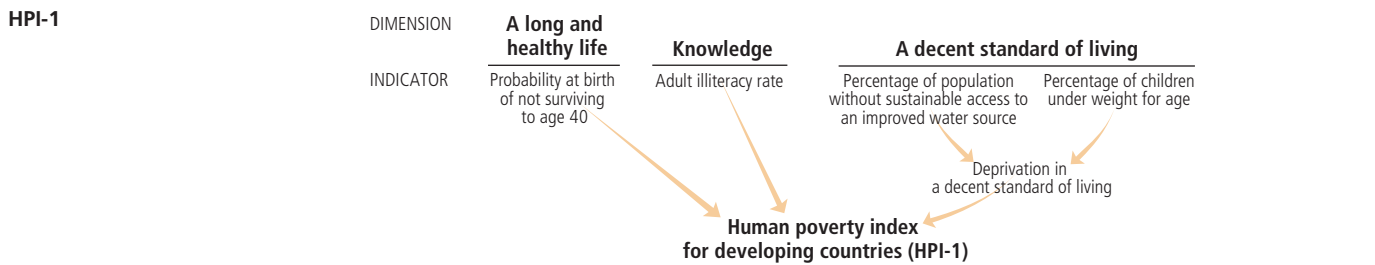 HPI-1
DIMENSION
A long and
healthy life
Knowledge
A decent standard of living
INDICATOR
Probability at birth
of not surviving
to age 40
Adult illiteracy rate
Percentage of population
without sustainable access to
an improved water source
Percentage of children
under weight for age
Deprivation in
a decent standard of living
Human poverty index
for developing countries (HPI-1)